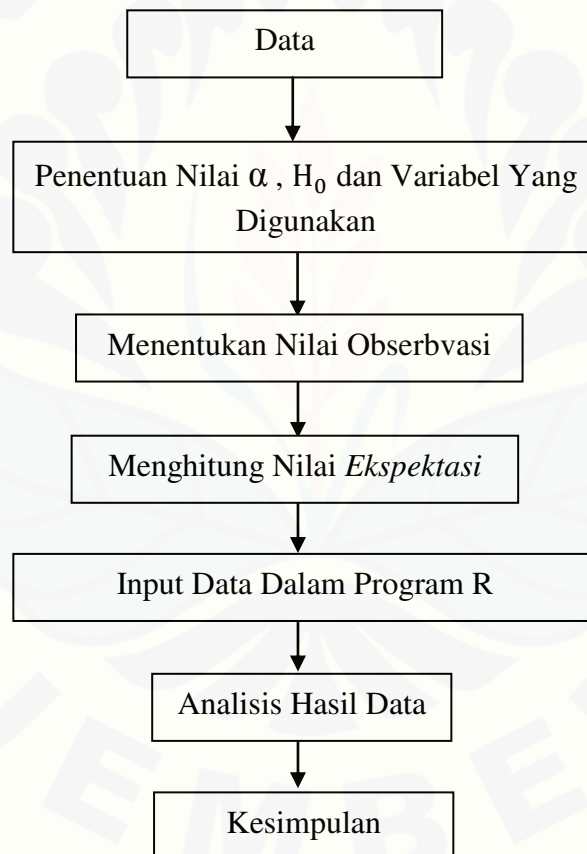 Data
Penentuan Nilai α , H₀ dan Variabel Yang
Digunakan
Menentukan Nilai Obserbvasi
Menghitung Nilai Ekspektasi
Input Data Dalam Program R
Analisis Hasil Data
Kesimpulan